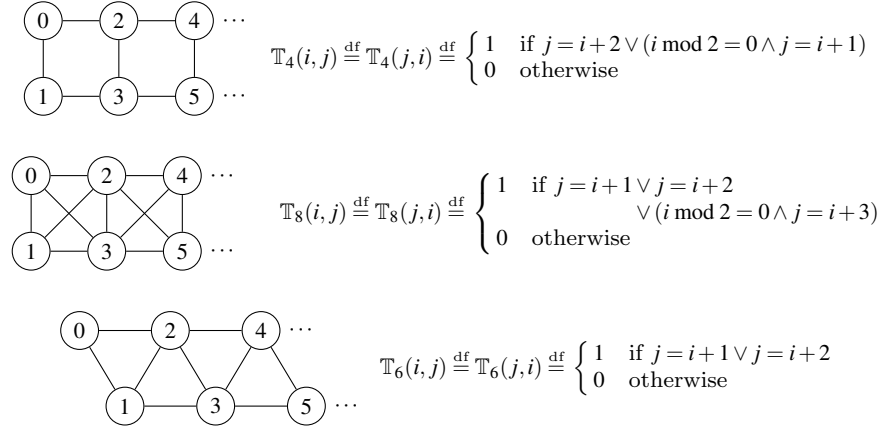 0 2 4 ⋯
𝕋₄(i, j) ≝ 𝕋₄(j, i) ≝ { 1 if j = i+2 ∨ (i mod 2 = 0 ∧ j = i+1)
0 otherwise
1 3 5 ⋯
0 2 4 ⋯
𝕋₈(i, j) ≝ 𝕋₈(j, i) ≝ { 1 if j = i+1 ∨ j = i+2
∨ (i mod 2 = 0 ∧ j = i+3)
0 otherwise
1 3 5 ⋯
0 2 4 ⋯
𝕋₆(i, j) ≝ 𝕋₆(j, i) ≝ { 1 if j = i+1 ∨ j = i+2
0 otherwise
1 3 5 ⋯